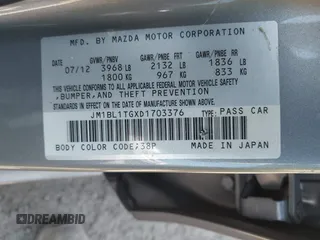 MFD. BY MAZDA MOTOR CORPORATION
GVWR/PNBV GAWR/PNBE FRT GAWR/PNBE RR
07/12 3968 LB 2132 LB 1836 LB
1800 KG 967 KG 833 KG
THIS VEHICLE CONFORMS TO ALL APPLICABLE FEDERAL MOTOR VEHICLE SAFETY, BUMPER, AND THEFT PREVENTION
STANDARDS IN EFFECT ON THE DATE OF MANUFACTURE SHOWN ABOVE.
JM1BL1TGXD1703376 TYPE: PASS CAR
BODY COLOR CODE:38P MADE IN JAPAN
DREAMBID